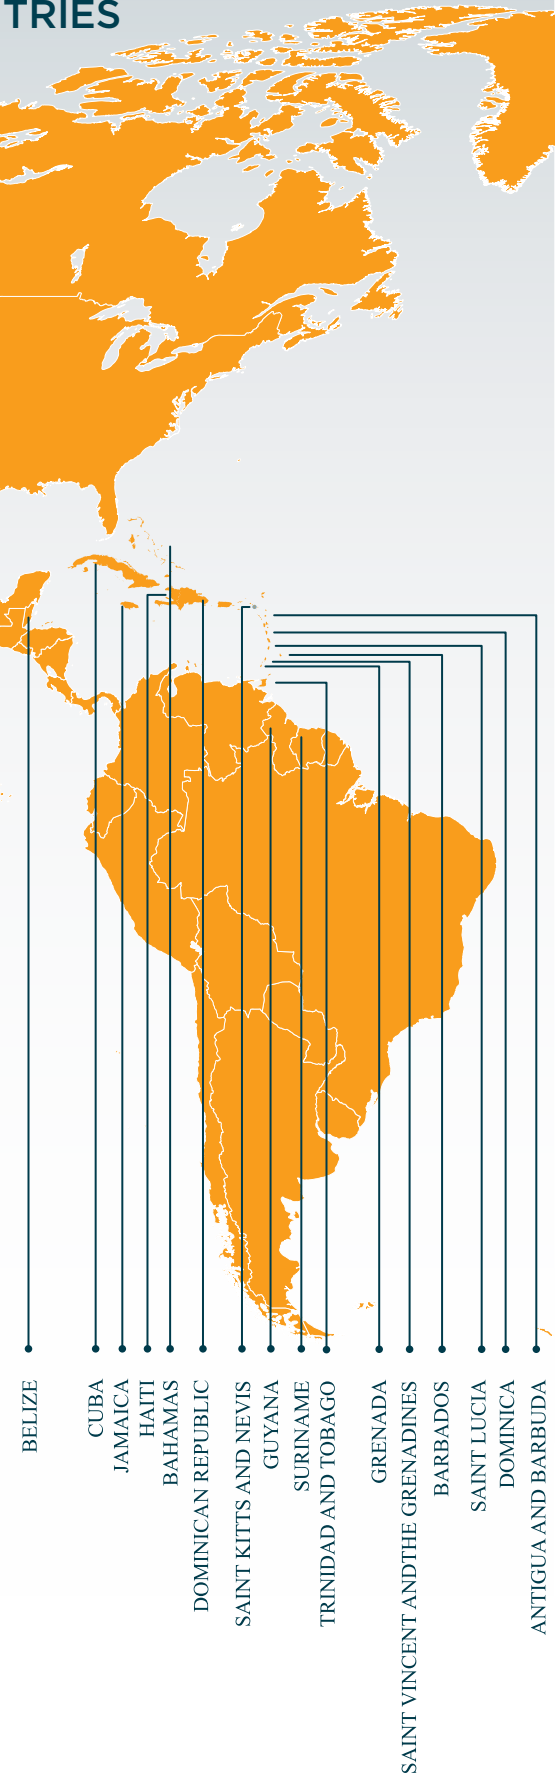 TRIES
BELIZE
CUBA
JAMAICA
HAITI
BAHAMAS
DOMINICAN REPUBLIC
SAINT KITTS AND NEVIS
GUYANA
SURINAME
TRINIDAD AND TOBAGO
GRENADA
SAINT VINCENT ANDTHE GRENADINES
BARBADOS
SAINT LUCIA
DOMINICA
ANTIGUA AND BARBUDA